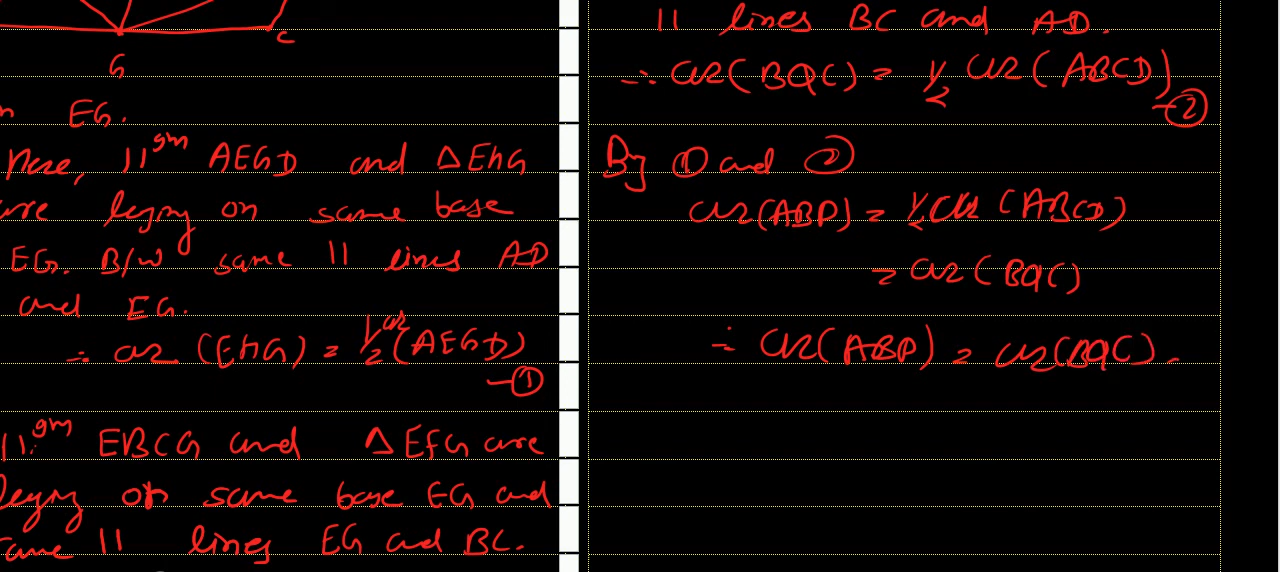 C
G
EG.
Here, ||gm AEGD and ΔEHG
are lying on same base
EG. B/w same || lines AD
and EG.
∴ ar (EHG) = 1/2 ar (AEGD)
—①
||gm EBCG and ΔEFG are
lying on same base EG and
same || lines EG and BC.
|| lines BC and AD.
∴ ar(BQC) = 1/2 ar(ABCD)
—②
By ① and ②
ar(ABP) = 1/2 ar (ABCD)
= ar (BQC)
∴ ar(ABP) = ar(BQC).